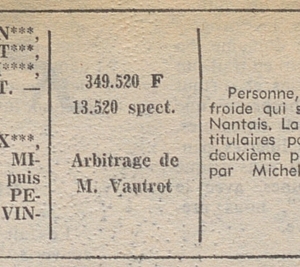 N***,
T***,
T. —
X***,
MI-
puis
PE-
VIN-
349.520 F
13.520 spect.
Arbitrage de
M. Vautrot
Personne,
froide qui s
Nantais. La
titulaires po
deuxième p
par Michel